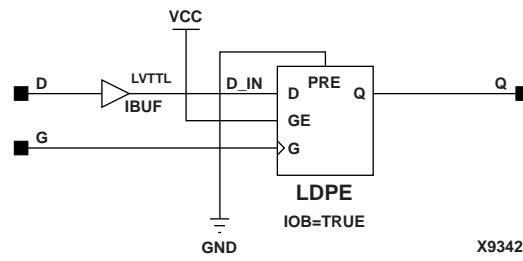 VCC
D
LVTTL
IBUF
D_IN
PRE
D
Q
Q
GE
G
G
LDPE
IOB=TRUE
GND
X9342